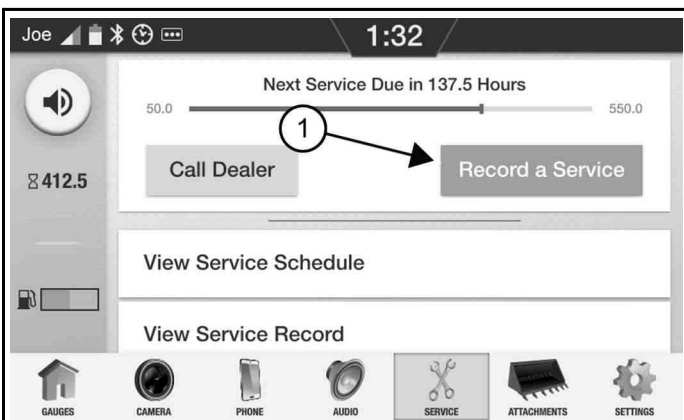 Joe
1:32
Next Service Due in 137.5 Hours
50.0
550.0
1
Call Dealer
Record a Service
412.5
View Service Schedule
View Service Record
GAUGES
CAMERA
PHONE
AUDIO
SERVICE
ATTACHMENTS
SETTINGS